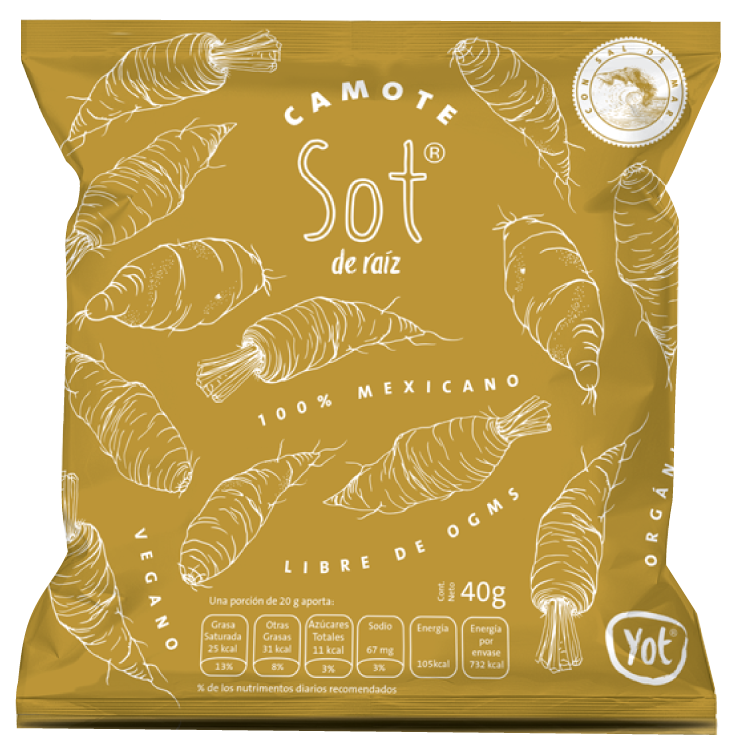 CAMOTE
Sot®
de raíz
CON SAL DE MAR
100% MEXICANO
LIBRE DE OGMS
VEGANO
Una porción de 20 g aporta:
Cont. Neto 40g
Grasa Saturada 25 kcal 13%
Otras Grasas 31 kcal 8%
Azúcares Totales 11 kcal 3%
Sodio 67 mg 3%
Energía 105kcal
Energía por envase 732 kcal
% de los nutrimentos diarios recomendados
Yot®